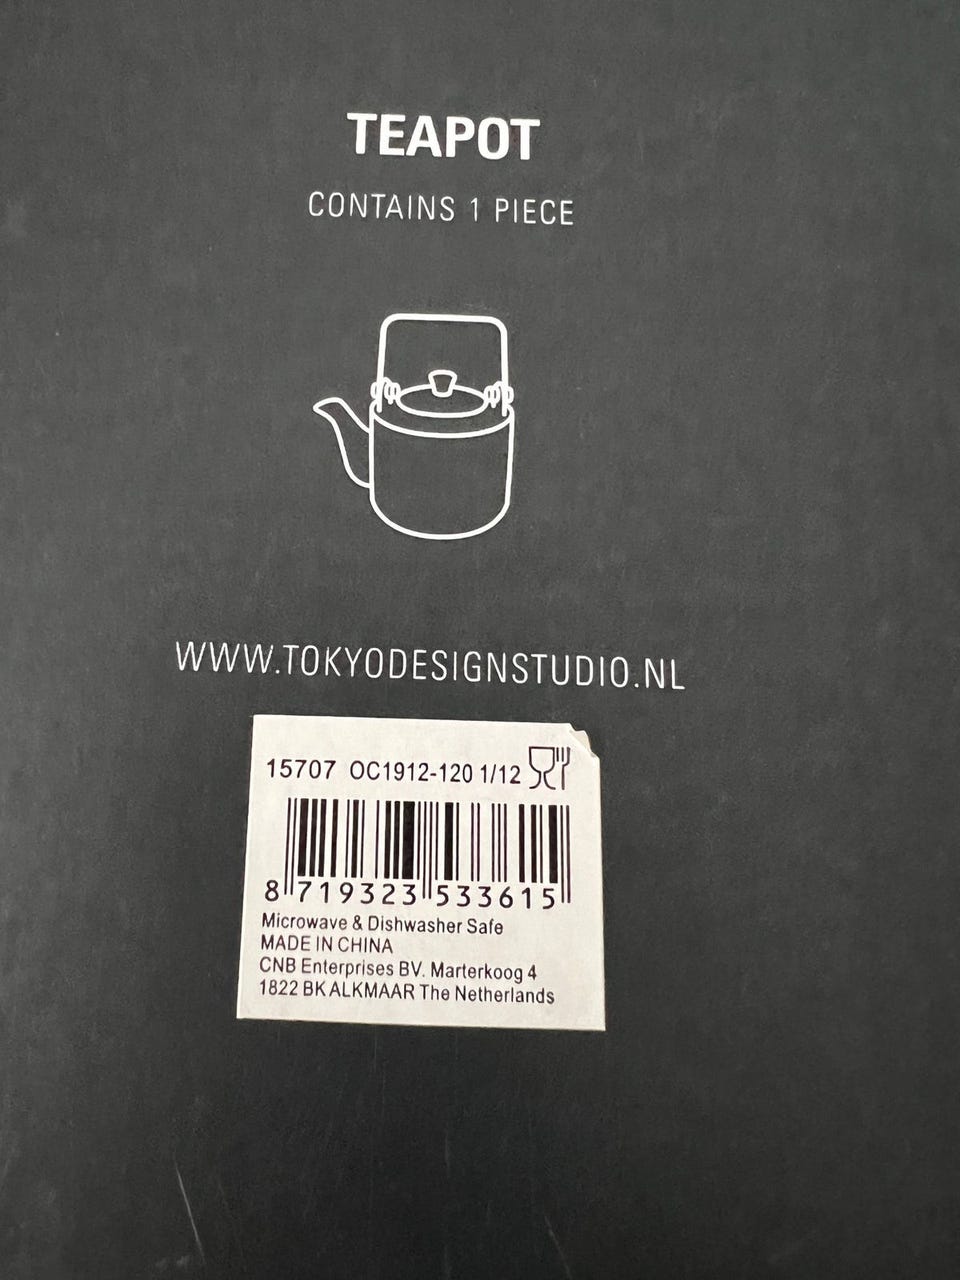 TEAPOT
CONTAINS 1 PIECE
WWW.TOKYODESIGNSTUDIO.NL
15707 OC1912-120 1/12
8 719323 533615
Microwave & Dishwasher Safe
MADE IN CHINA
CNB Enterprises BV. Marterkoog 4
1822 BK ALKMAAR The Netherlands